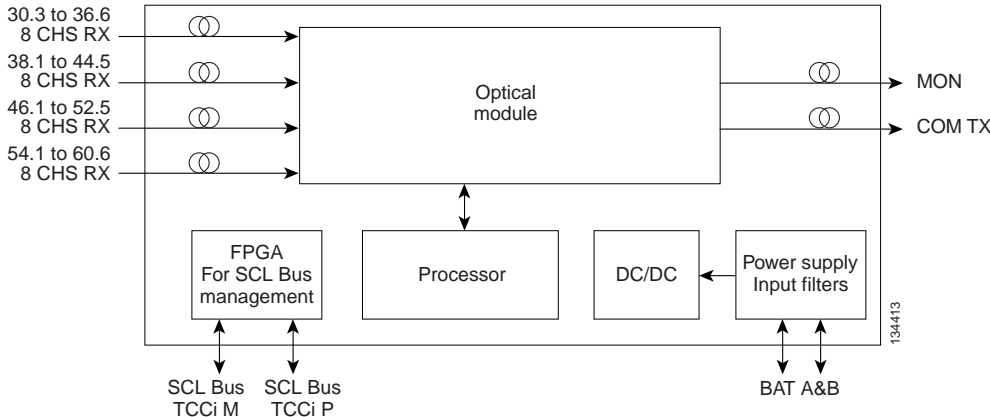 30.3 to 36.6
8 CHS RX
38.1 to 44.5
8 CHS RX
46.1 to 52.5
8 CHS RX
54.1 to 60.6
8 CHS RX
Optical
module
MON
COM TX
FPGA
For SCL Bus
management
Processor
DC/DC
Power supply
Input filters
134413
SCL Bus
TCCi M
SCL Bus
TCCi P
BAT A&B